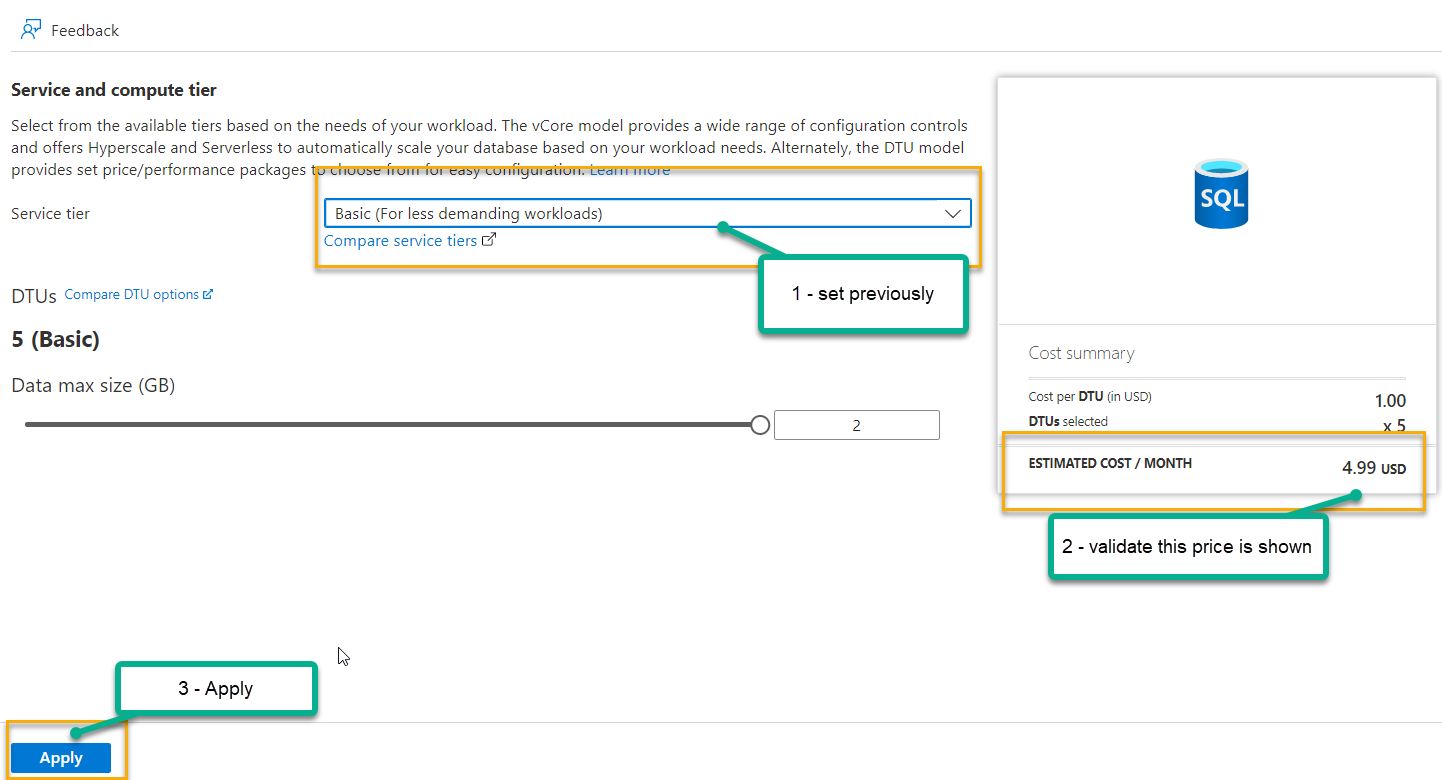 Feedback
Service and compute tier
Select from the available tiers based on the needs of your workload. The vCore model provides a wide range of configuration controls
and offers Hyperscale and Serverless to automatically scale your database based on your workload needs. Alternately, the DTU model
provides set price/performance packages to choose from for easy configuration. Learn more
Service tier
Basic (For less demanding workloads)
Compare service tiers
1 - set previously
DTUs Compare DTU options
5 (Basic)
Data max size (GB)
2
SQL
Cost summary
Cost per DTU (in USD) 1.00
DTUs selected x 5
ESTIMATED COST / MONTH 4.99 USD
2 - validate this price is shown
3 - Apply
Apply